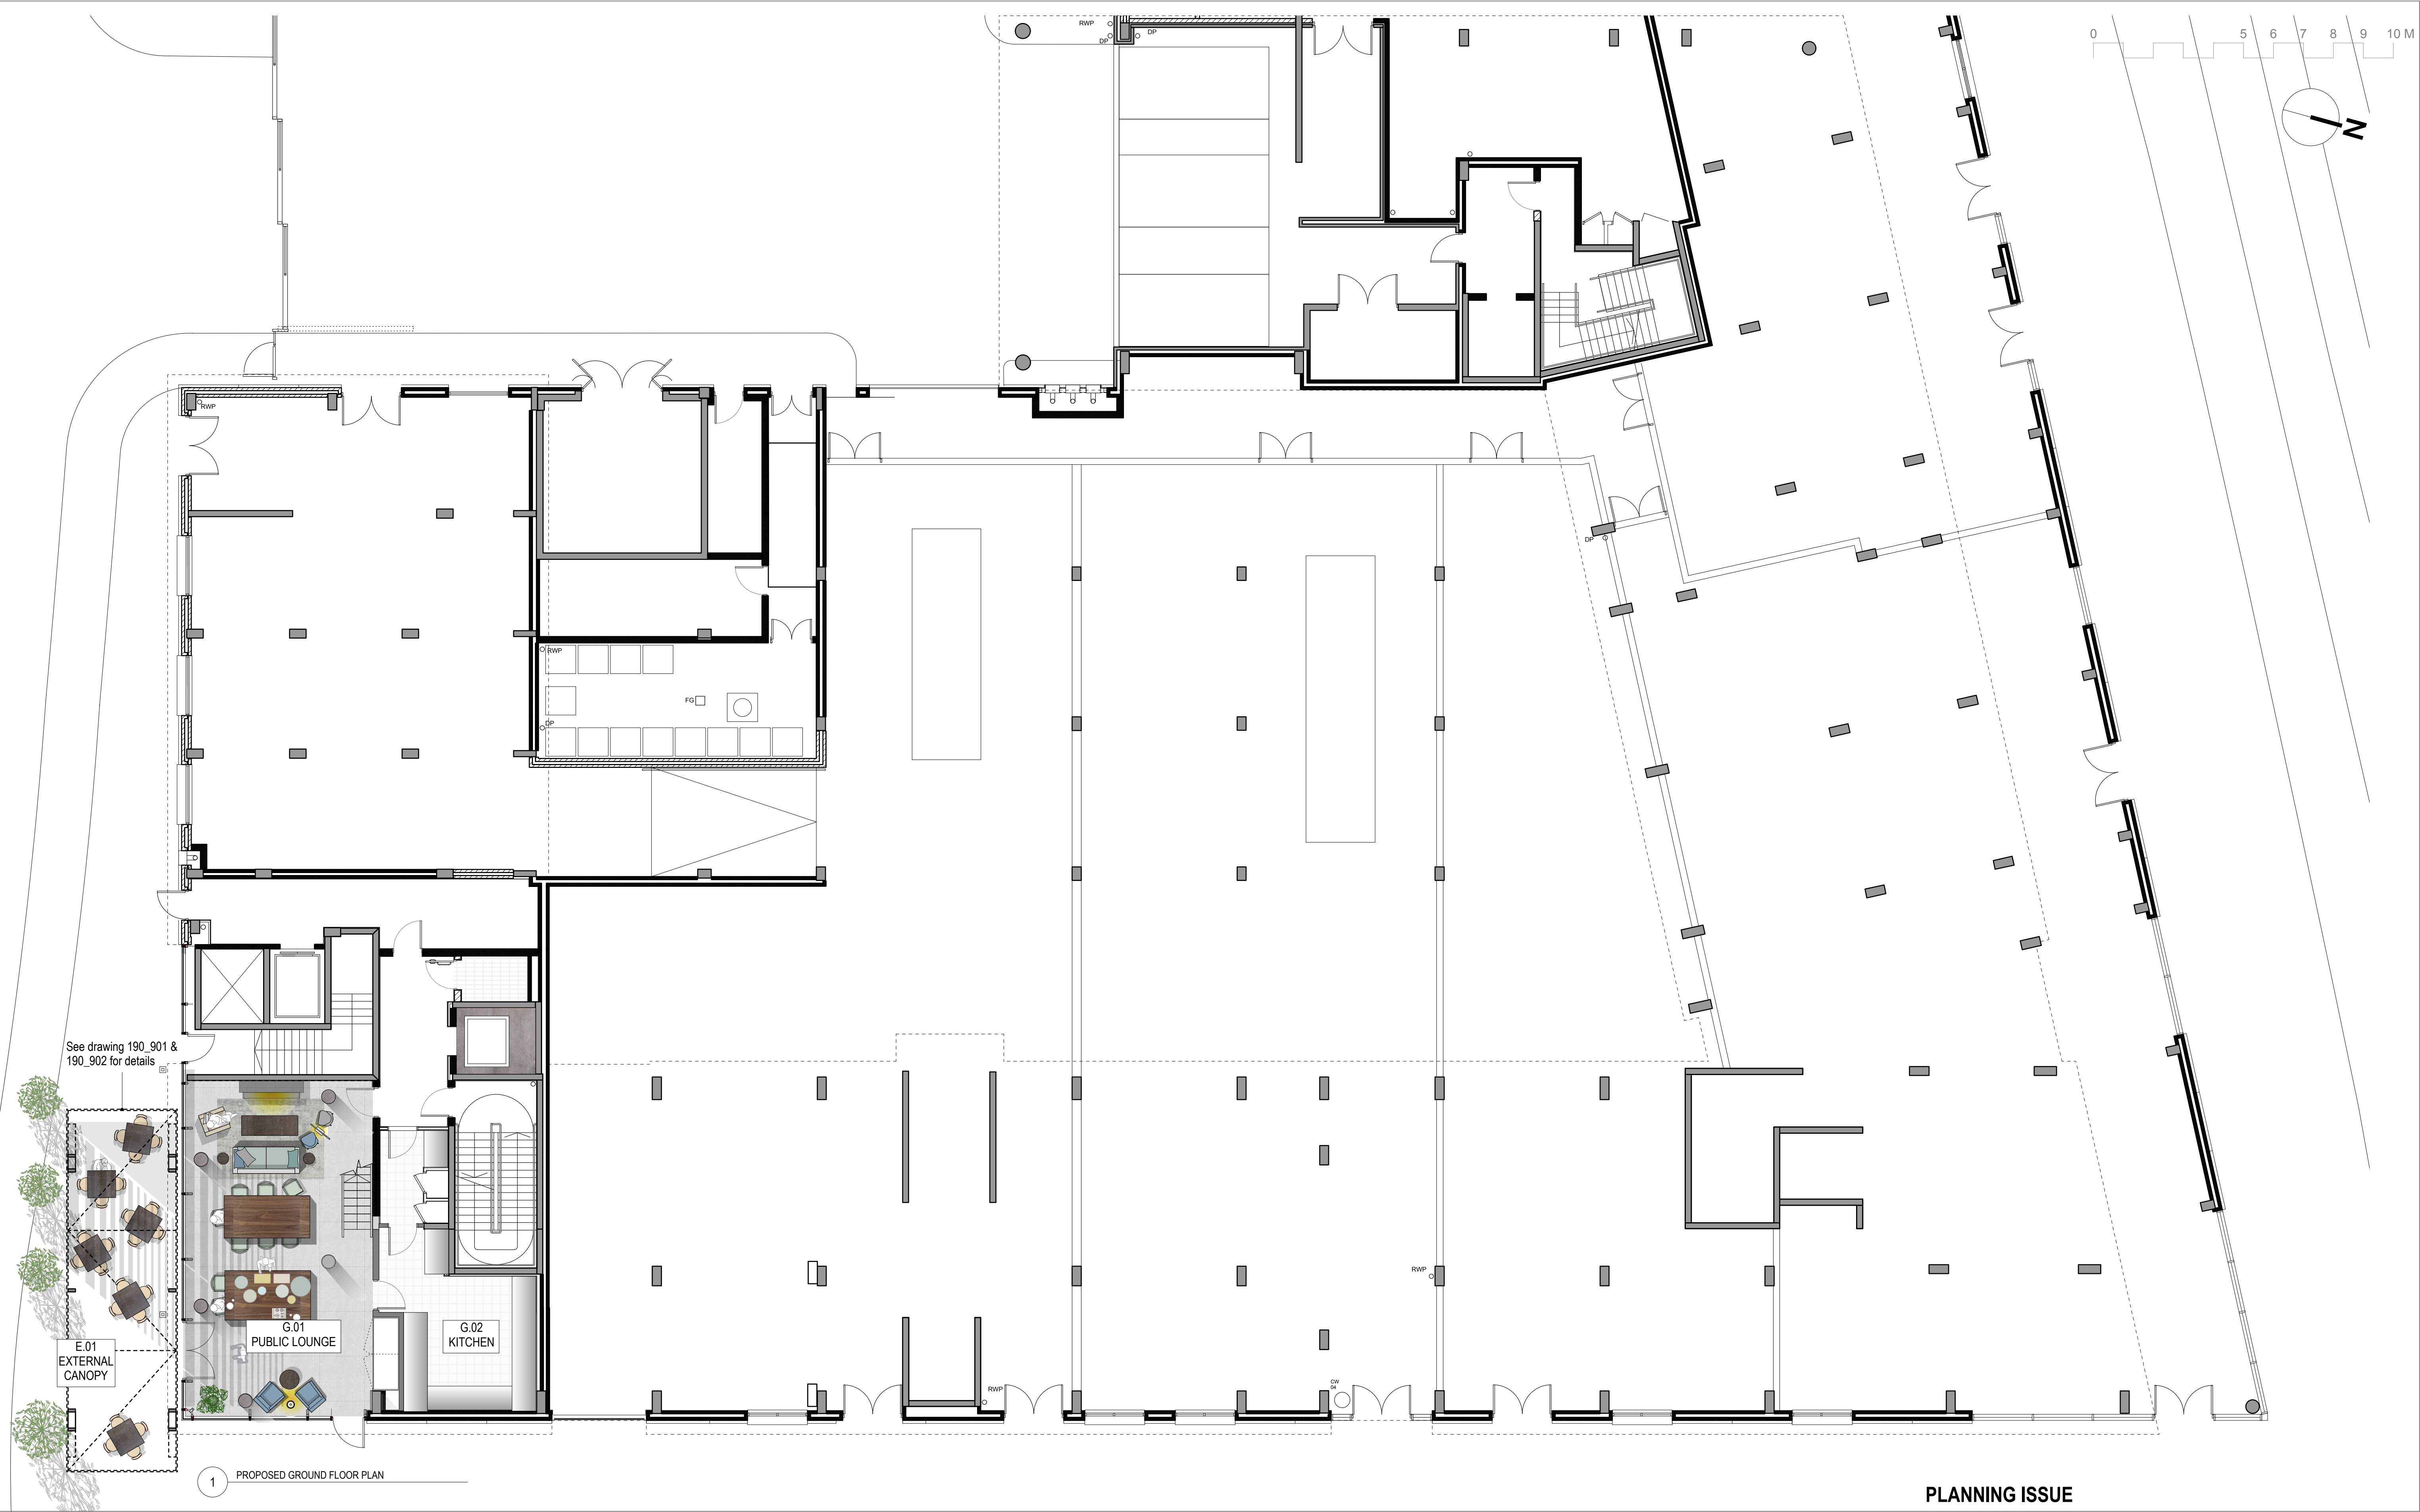 RWP
DP
DP
0 5 6 7 8 9 10 M
N
RWP
DP
RWP
FG
DP
See drawing 190_901 &
190_902 for details
RWP
G.01
PUBLIC LOUNGE
G.02
KITCHEN
E.01
EXTERNAL
CANOPY
RWP
CW
04
1
PROPOSED GROUND FLOOR PLAN
PLANNING ISSUE